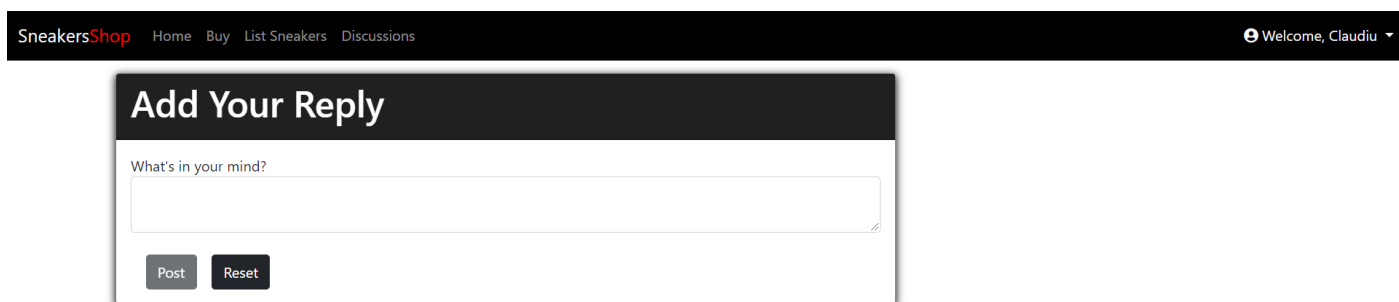 SneakersShop Home Buy List Sneakers Discussions Welcome, Claudiu
Add Your Reply
What's in your mind?
Post Reset